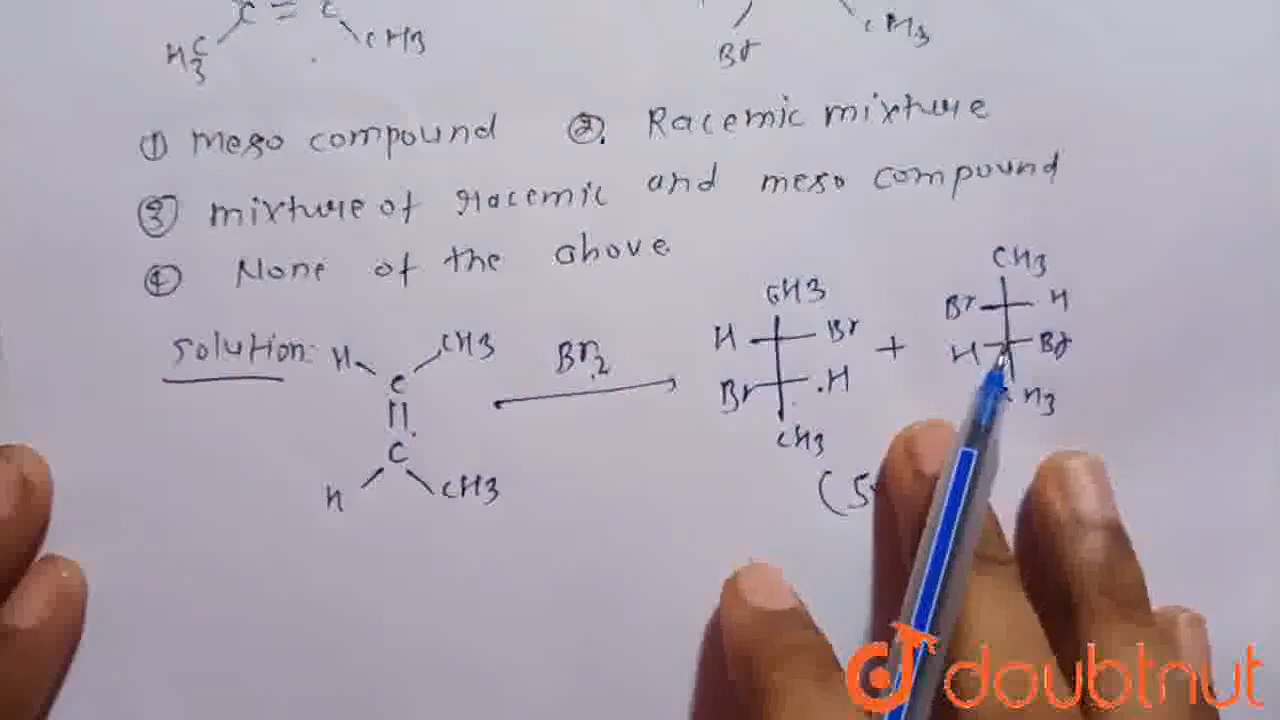 C = C
H3C CH3
Br CH3
① meso compound ②. Racemic mixture
③ mixture of racemic and meso compound
④ None of the above
Solution:-
H CH3
C
||
C
H CH3
Br2
CH3
H Br
Br H
CH3
+
CH3
Br H
H Br
CH3
(
doubtnut